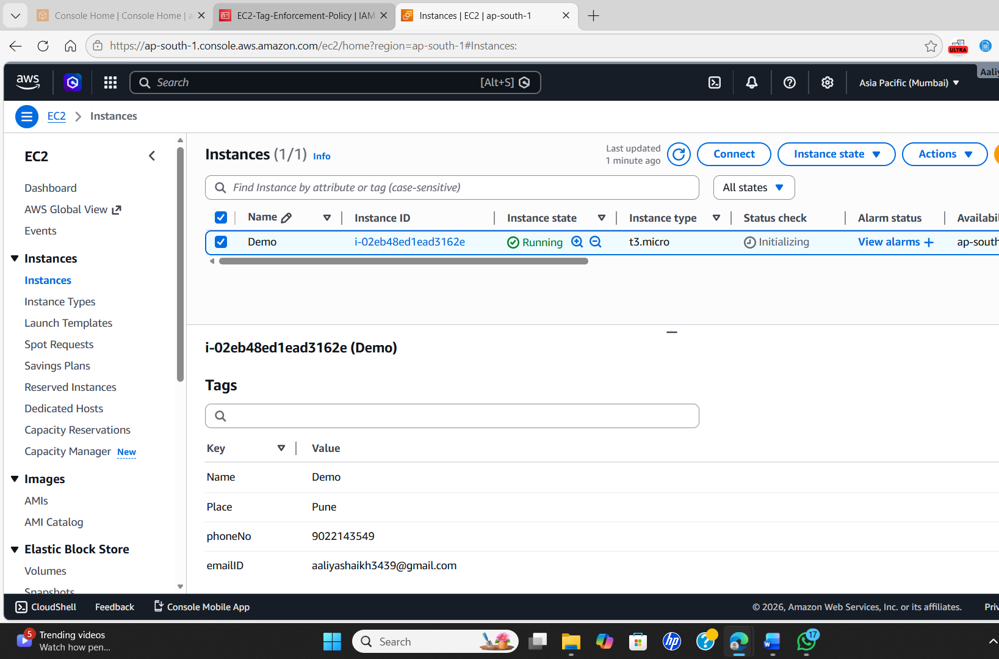 Console Home | Console Home | a
EC2-Tag-Enforcement-Policy | IAM
Instances | EC2 | ap-south-1
https://ap-south-1.console.aws.amazon.com/ec2/home?region=ap-south-1#Instances:
ULTRA
aws
Search
[Alt+S]
Asia Pacific (Mumbai)
Aaliy
EC2
Instances
EC2
Dashboard
AWS Global View
Events
Instances
Instances
Instance Types
Launch Templates
Spot Requests
Savings Plans
Reserved Instances
Dedicated Hosts
Capacity Reservations
Capacity Manager New
Images
AMIs
AMI Catalog
Elastic Block Store
Volumes
Snapshots
Instances (1/1) Info
Last updated
1 minute ago
Connect
Instance state
Actions
Find Instance by attribute or tag (case-sensitive)
All states
Name Instance ID Instance state Instance type Status check Alarm status Availabil
Demo i-02eb48ed1ead3162e Running t3.micro Initializing View alarms + ap-south
i-02eb48ed1ead3162e (Demo)
Tags
Key Value
Name Demo
Place Pune
phoneNo 9022143549
emailID aaliyashaikh3439@gmail.com
CloudShell Feedback Console Mobile App
© 2026, Amazon Web Services, Inc. or its affiliates. Priv
5
Trending videos
Watch how pen...
Search
hp
17